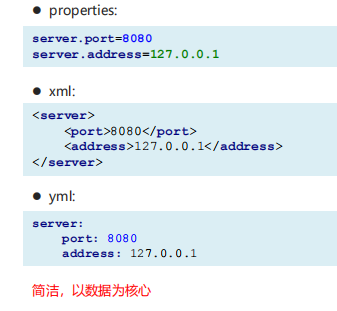 ● properties:
server.port=8080
server.address=127.0.0.1
● xml:
<server>
    <port>8080</port>
    <address>127.0.0.1</address>
</server>
● yml:
server:
    port: 8080
    address: 127.0.0.1
简洁，以数据为核心